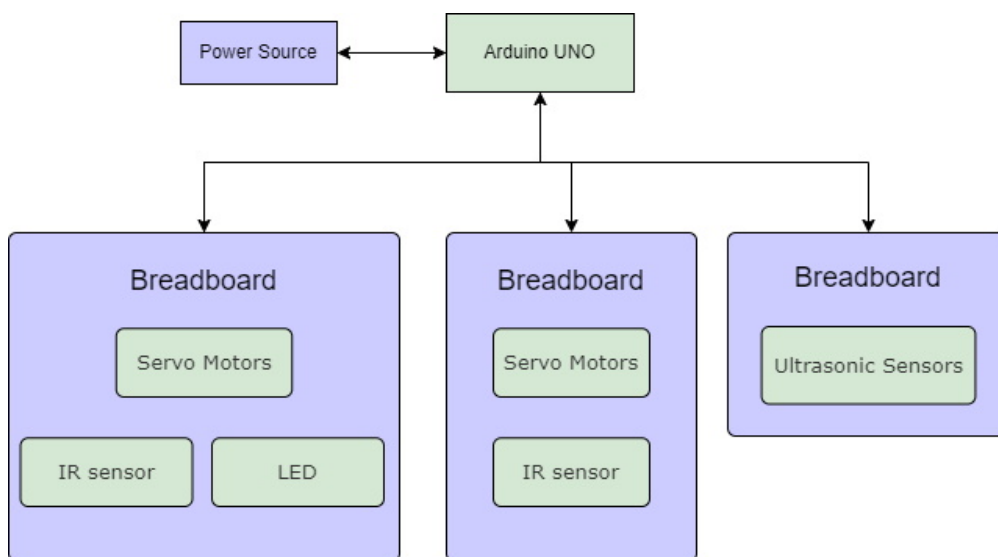 Power Source
Arduino UNO
Breadboard
Servo Motors
IR sensor
LED
Breadboard
Servo Motors
IR sensor
Breadboard
Ultrasonic Sensors